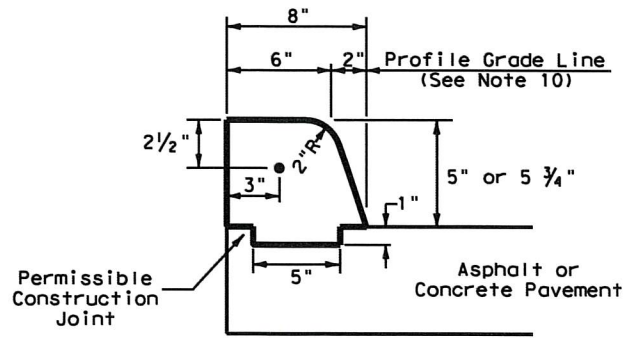 8"
6"
2"
Profile Grade Line
(See Note 10)
2½"
2"R
3"
5" or 5 ¾"
1"
5"
Permissible
Construction
Joint
Asphalt or
Concrete Pavement